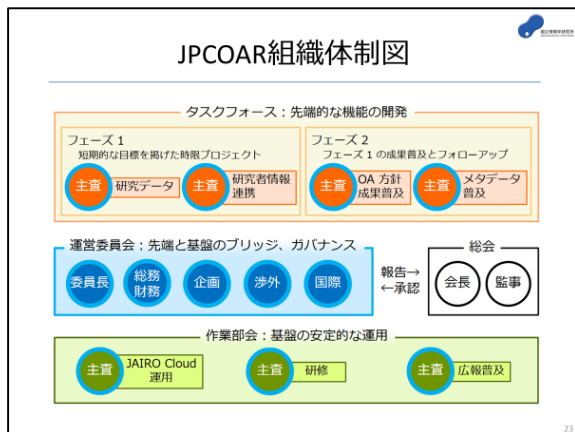 国立情報学研究所
JPCOAR組織体制図
タスクフォース：先端的な機能の開発
フェーズ 1
短期的な目標を掲げた時限プロジェクト
主査
研究データ
主査
研究者情報
連携
フェーズ 2
フェーズ 1 の成果普及とフォローアップ
主査
OA 方針
成果普及
主査
メタデータ
普及
運営委員会：先端と基盤のブリッジ、ガバナンス
委員長
総務
財務
企画
渉外
国際
報告→
←承認
総会
会長
監事
作業部会：基盤の安定的な運用
主査
JAIRO Cloud
運用
主査
研修
主査
広報普及
23